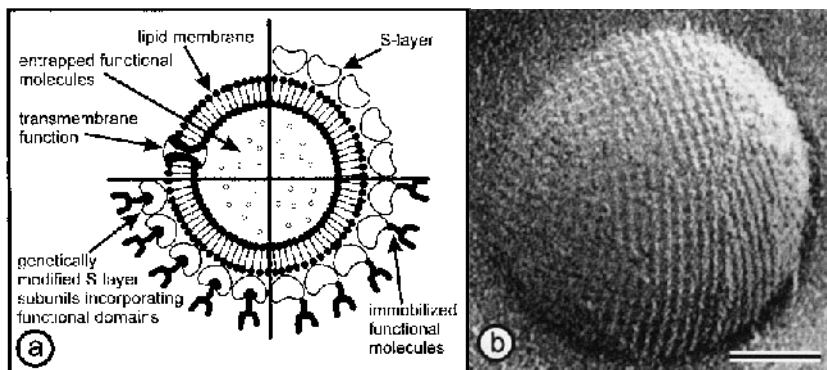 lipid membrane
entrapped functional
molecules
transmembrane
function
S-layer
genetically
modified S layer
subunils incorporating
functional domains
immobilized
functional
molecules
a
b